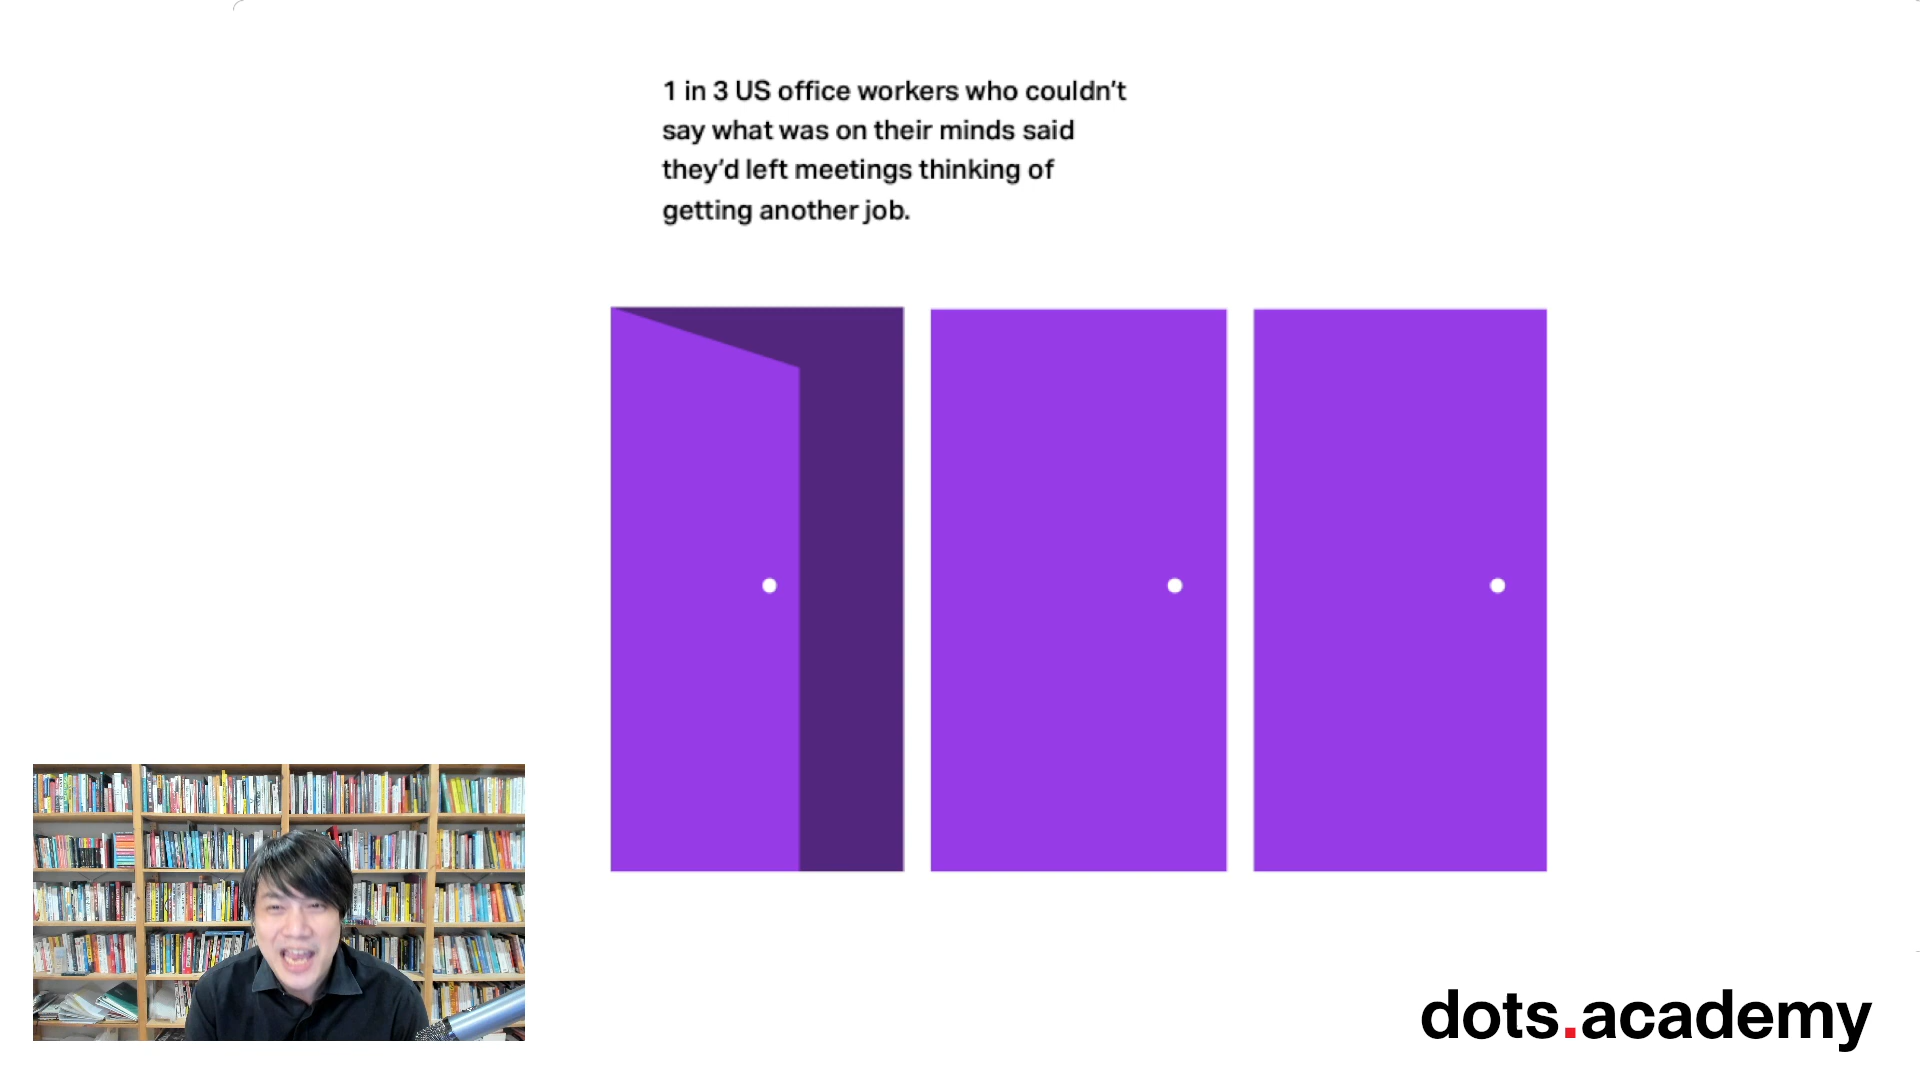 1 in 3 US office workers who couldn’t
say what was on their minds said
they’d left meetings thinking of
getting another job.
dots.academy